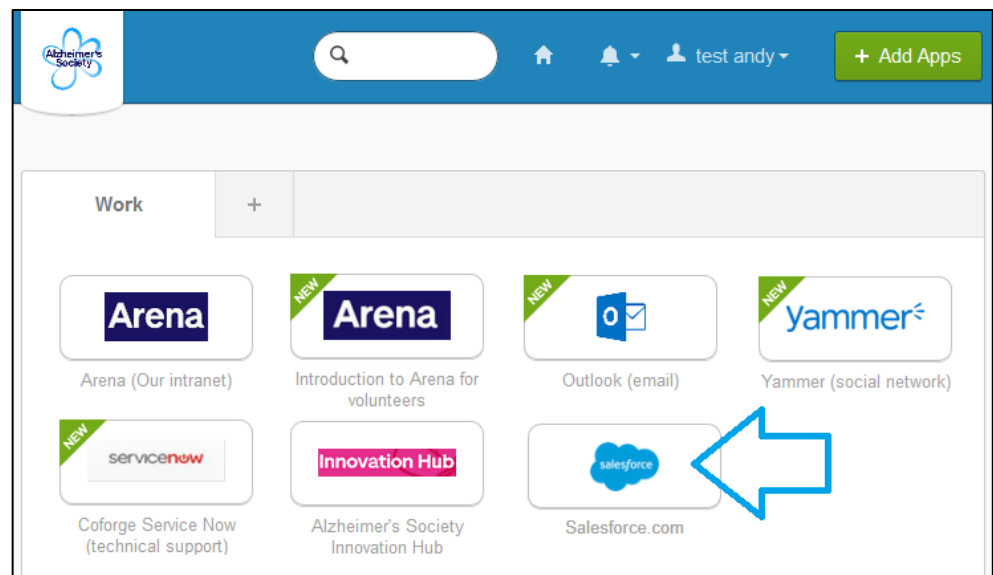 Alzheimer's
Society
test andy
+ Add Apps
Work
+
Arena
NEW
Arena
NEW
O
NEW
yammer
Arena (Our intranet)
Introduction to Arena for
volunteers
Outlook (email)
Yammer (social network)
NEW
servicenow
Innovation Hub
salesforce
Coforge Service Now
(technical support)
Alzheimer's Society
Innovation Hub
Salesforce.com